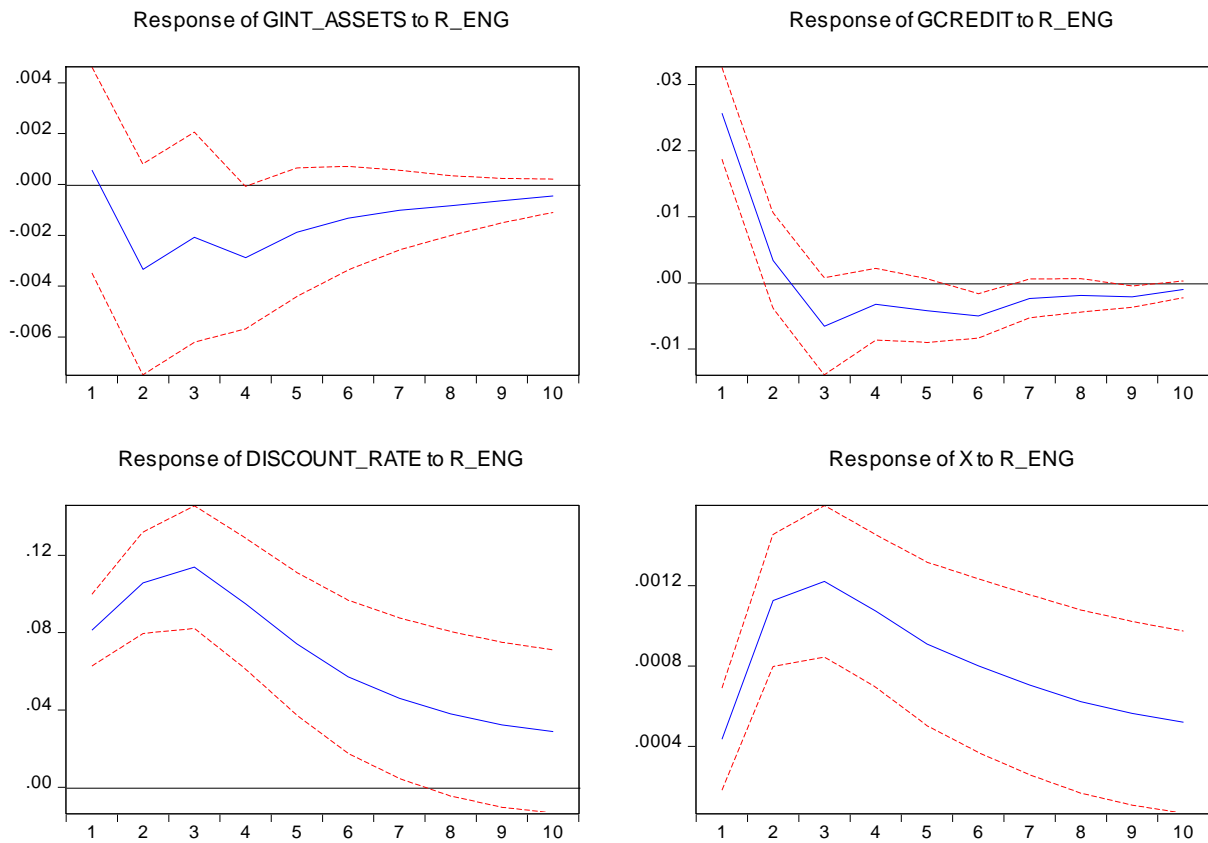 Response of GINT_ASSETS to R_ENG
.004
.002
.000
-.002
-.004
-.006
1 2 3 4 5 6 7 8 9 10
Response of GCREDIT to R_ENG
.03
.02
.01
.00
-.01
1 2 3 4 5 6 7 8 9 10
Response of DISCOUNT_RATE to R_ENG
.12
.08
.04
.00
1 2 3 4 5 6 7 8 9 10
Response of X to R_ENG
.0012
.0008
.0004
1 2 3 4 5 6 7 8 9 10